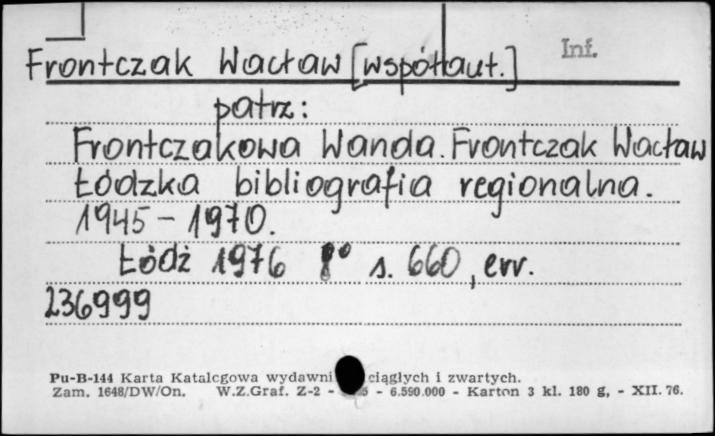 Inf.
Frontczak Wacław [współaut.]
patrz:
Frontczakowa Wanda. Frontczak Wacław
Łódzka bibliografia regionalna.
1945-1970.
Łódź 1976 8° s. 660, err.
236999
Pu-B-144 Karta Katalogowa wydawni ciągłych i zwartych.
Zam. 1648/DW/On. W.Z.Graf. Z-2 - 5 - 6.590.000 - Karton 3 kl. 180 g, - XII. 76.